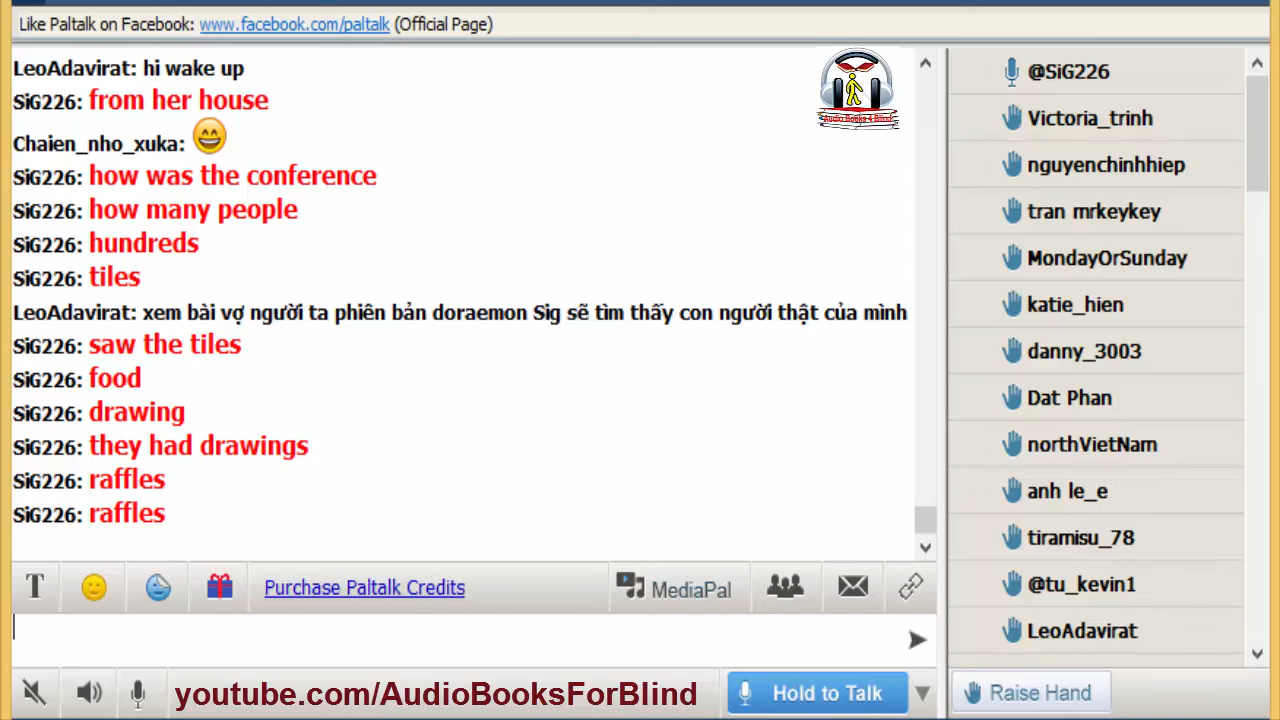 Like Paltalk on Facebook: www.facebook.com/paltalk (Official Page)
LeoAdavirat: hi wake up
SiG226: from her house
Chaien_nho_xuka:
SiG226: how was the conference
SiG226: how many people
SiG226: hundreds
SiG226: tiles
LeoAdavirat: xem bài vợ người ta phiên bản doraemon Sig sẽ tìm thấy con người thật của mình
SiG226: saw the tiles
SiG226: food
SiG226: drawing
SiG226: they had drawings
SiG226: raffles
SiG226: raffles
Audio Books 4 Blind
T
Purchase Paltalk Credits
MediaPal
youtube.com/AudioBooksForBlind
Hold to Talk
@SiG226
Victoria_trinh
nguyenchinhhiep
tran mrkeykey
MondayOrSunday
katie_hien
danny_3003
Dat Phan
northVietNam
anh le_e
tiramisu_78
@tu_kevin1
LeoAdavirat
Raise Hand